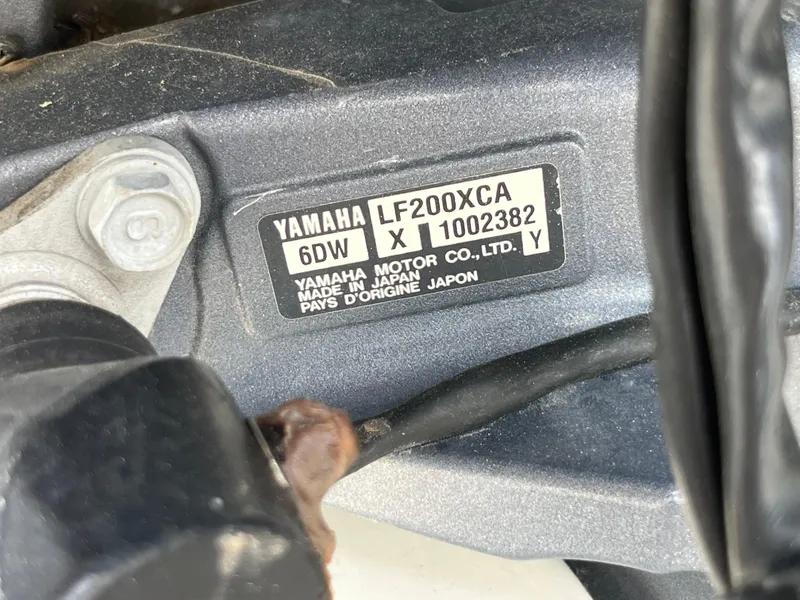 YAMAHA LF200XCA
6DW X 1002382 Y
YAMAHA MOTOR CO., LTD.
MADE IN JAPAN
PAYS D'ORIGINE JAPON